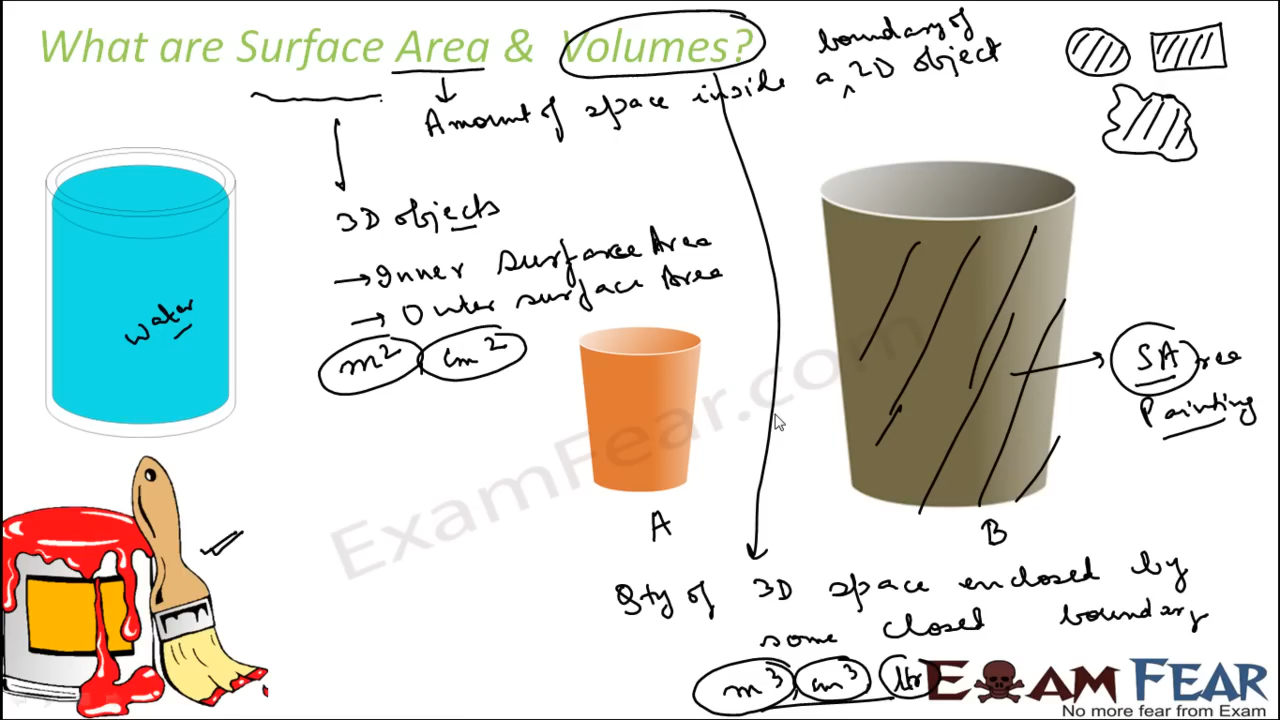 What are Surface Area & Volumes?
boundary of
Amount of space inside a ^ 2D object
3D objects
→ Inner surface Area
→ Outer surface Area
m² cm²
water
SA ree
Painting
A
B
Qty of 3D space enclosed by
some closed boundary
m³, cm³, ltr
ExamFear.com
EXAM FEAR
No more fear from Exam